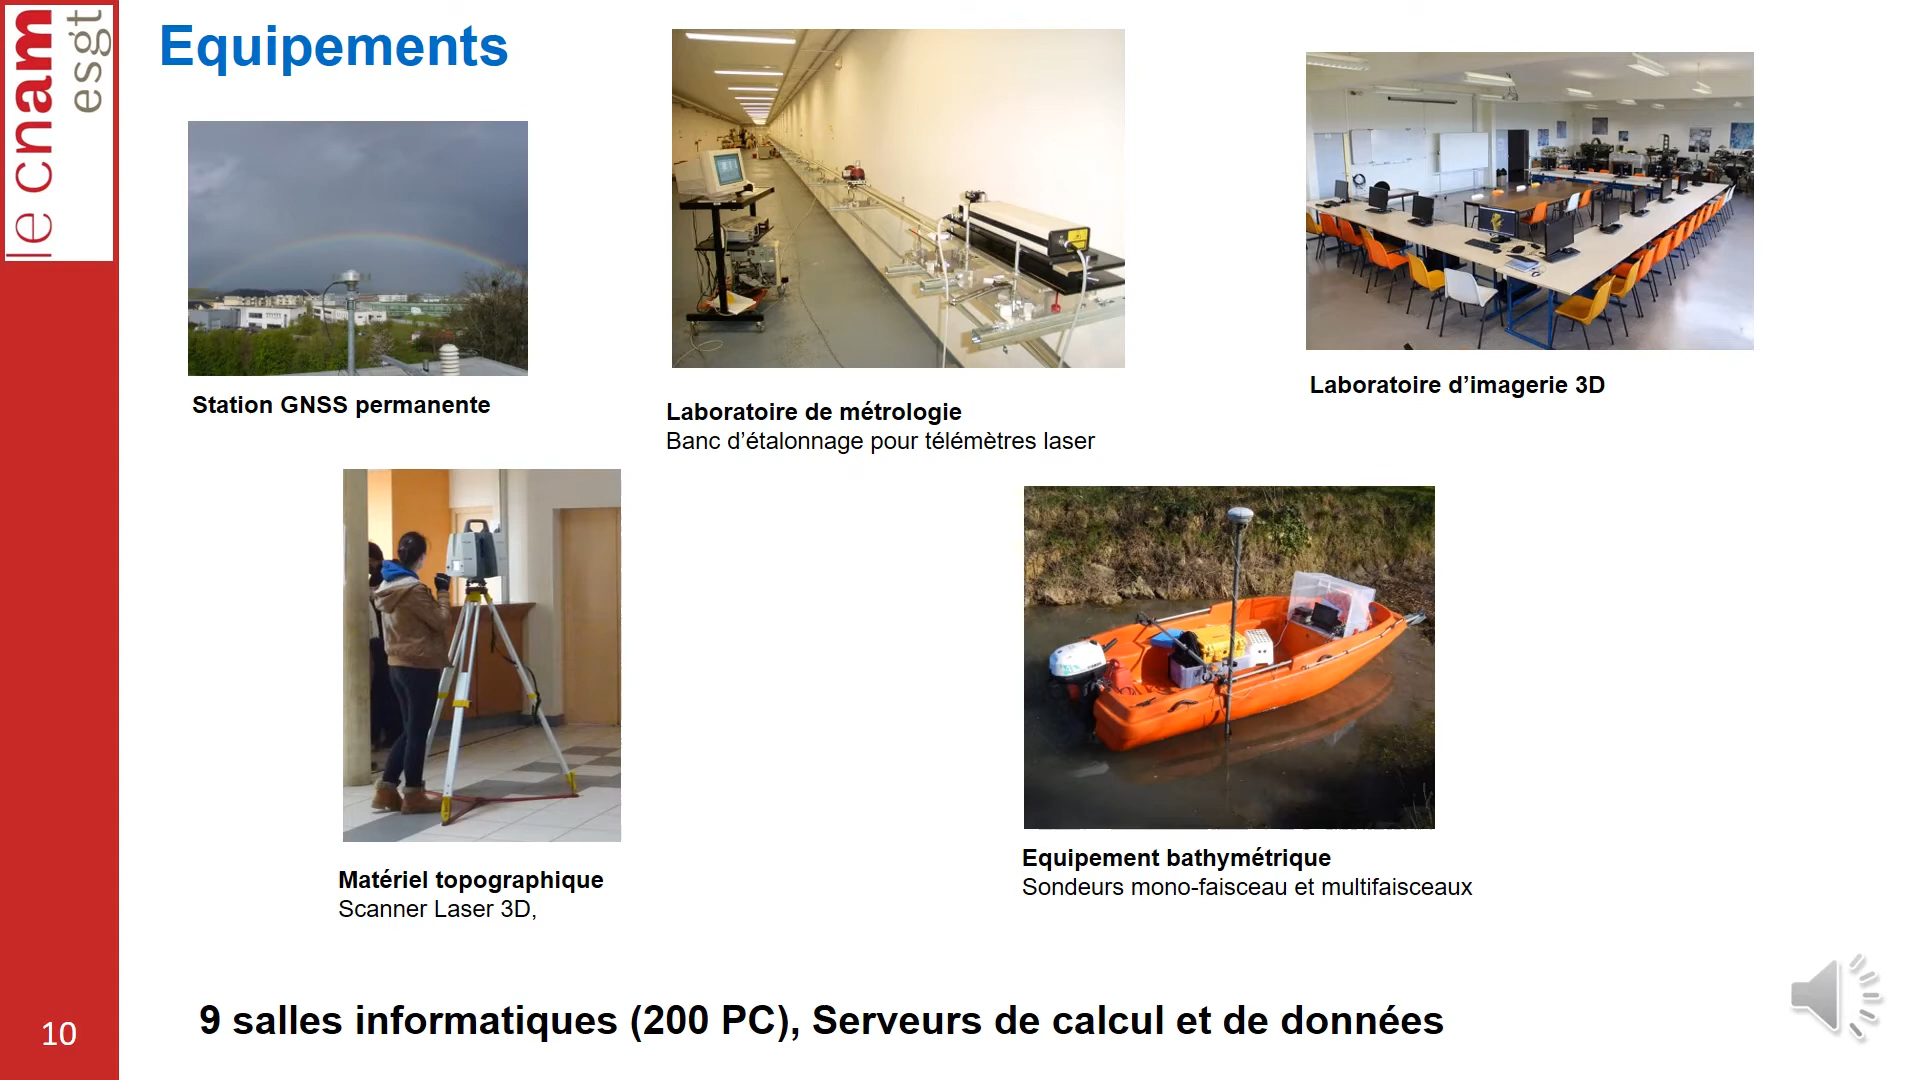 le cnam
esgt
Equipements
Station GNSS permanente
Laboratoire de métrologie
Banc d’étalonnage pour télémètres laser
Laboratoire d’imagerie 3D
Matériel topographique
Scanner Laser 3D,
Equipement bathymétrique
Sondeurs mono-faisceau et multifaisceaux
9 salles informatiques (200 PC), Serveurs de calcul et de données
10